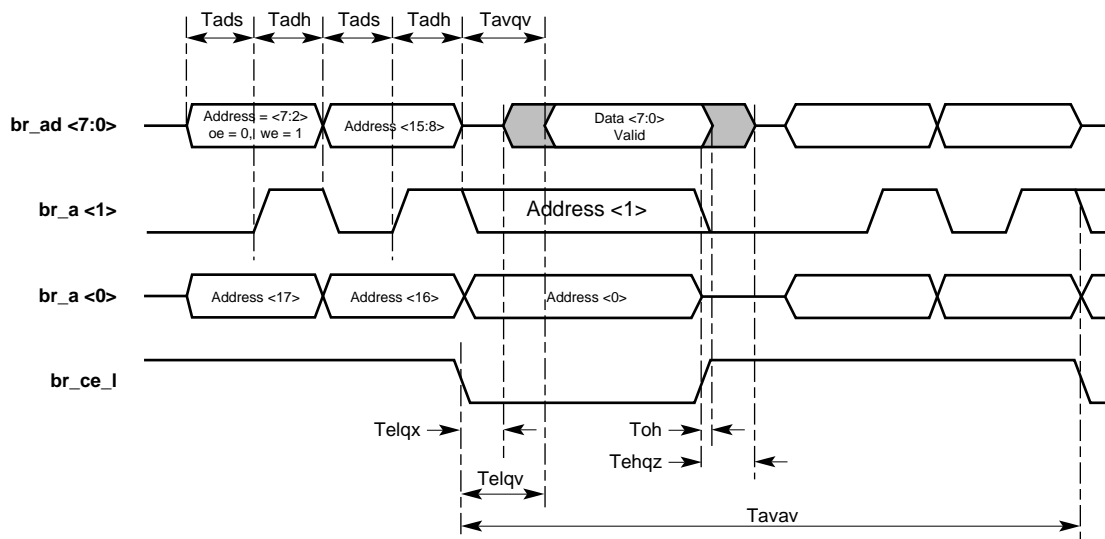 Tads Tadh Tads Tadh Tavqv
br_ad <7:0>
Address = <7:2>
oe = 0,l we = 1
Address <15:8>
Data <7:0>
Valid
br_a <1>
Address <1>
br_a <0>
Address <17>
Address <16>
Address <0>
br_ce_l
Telqx
Toh
Tehqz
Telqv
Tavav